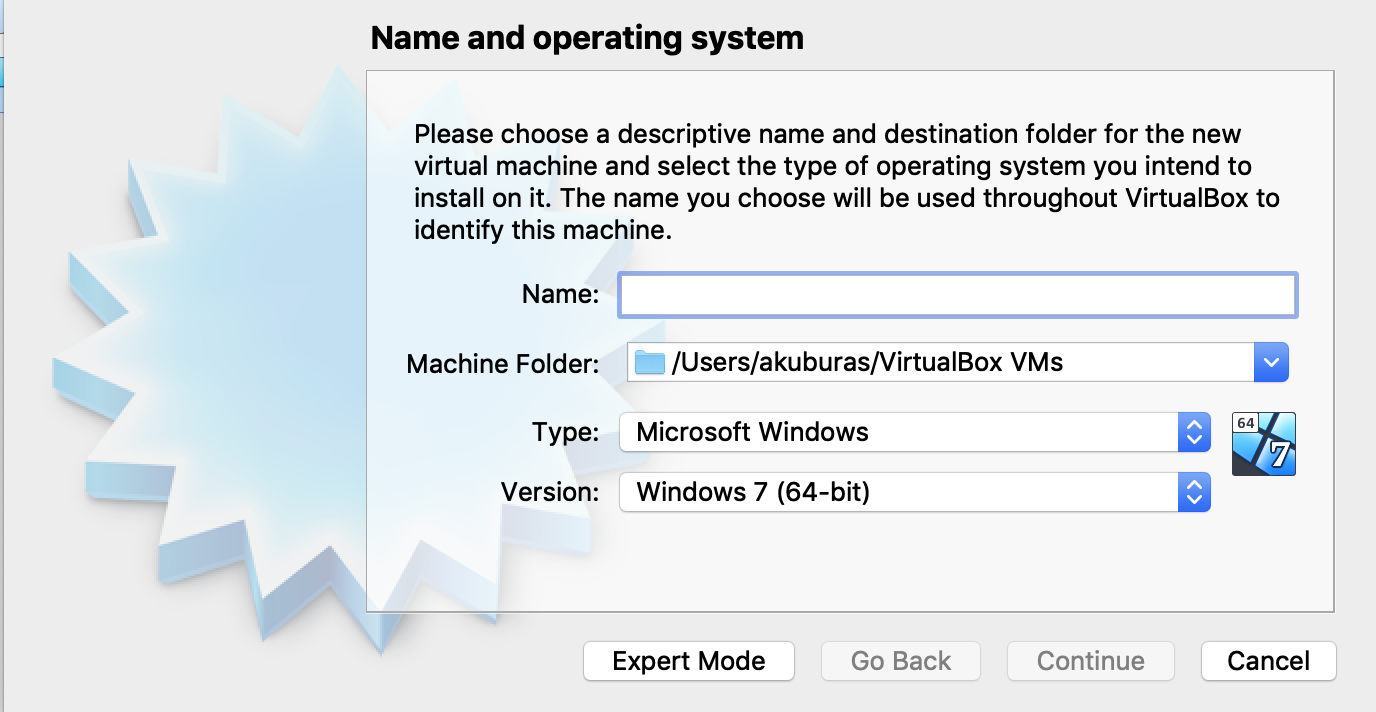 Name and operating system
Please choose a descriptive name and destination folder for the new
virtual machine and select the type of operating system you intend to
install on it. The name you choose will be used throughout VirtualBox to
identify this machine.
Name:
Machine Folder: /Users/akuburas/VirtualBox VMs
Type: Microsoft Windows
64
7
Version: Windows 7 (64-bit)
Expert Mode Go Back Continue Cancel